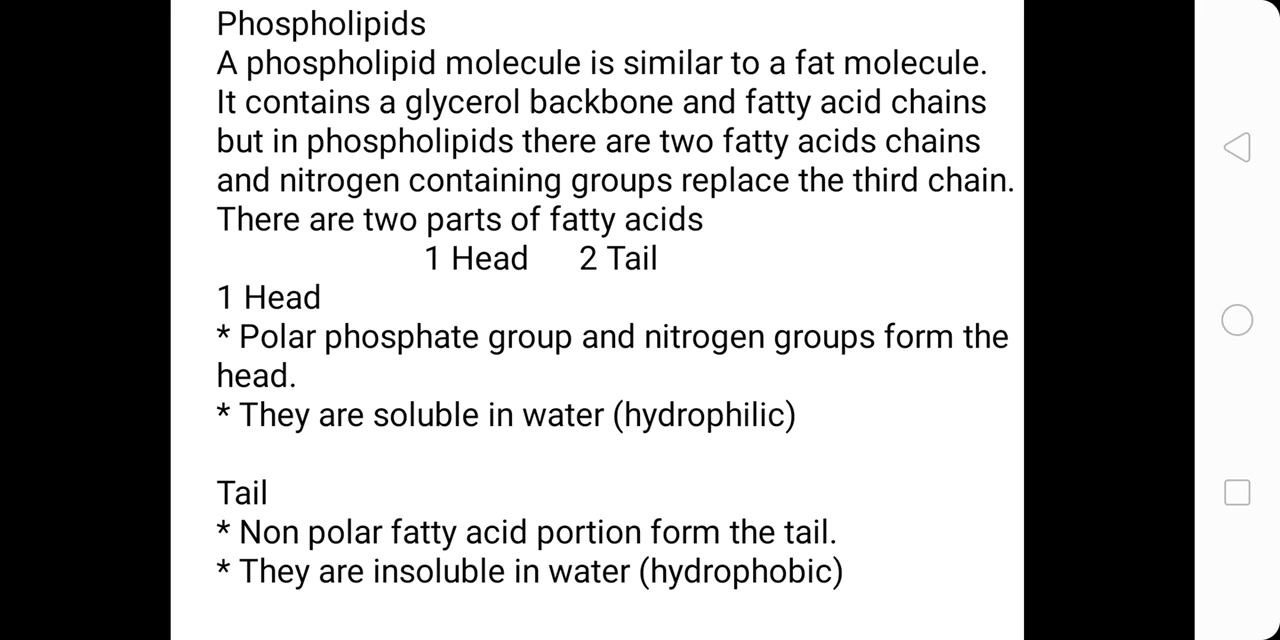 Phospholipids
A phospholipid molecule is similar to a fat molecule.
It contains a glycerol backbone and fatty acid chains
but in phospholipids there are two fatty acids chains
and nitrogen containing groups replace the third chain.
There are two parts of fatty acids
1 Head 2 Tail
1 Head
* Polar phosphate group and nitrogen groups form the
head.
* They are soluble in water (hydrophilic)
Tail
* Non polar fatty acid portion form the tail.
* They are insoluble in water (hydrophobic)